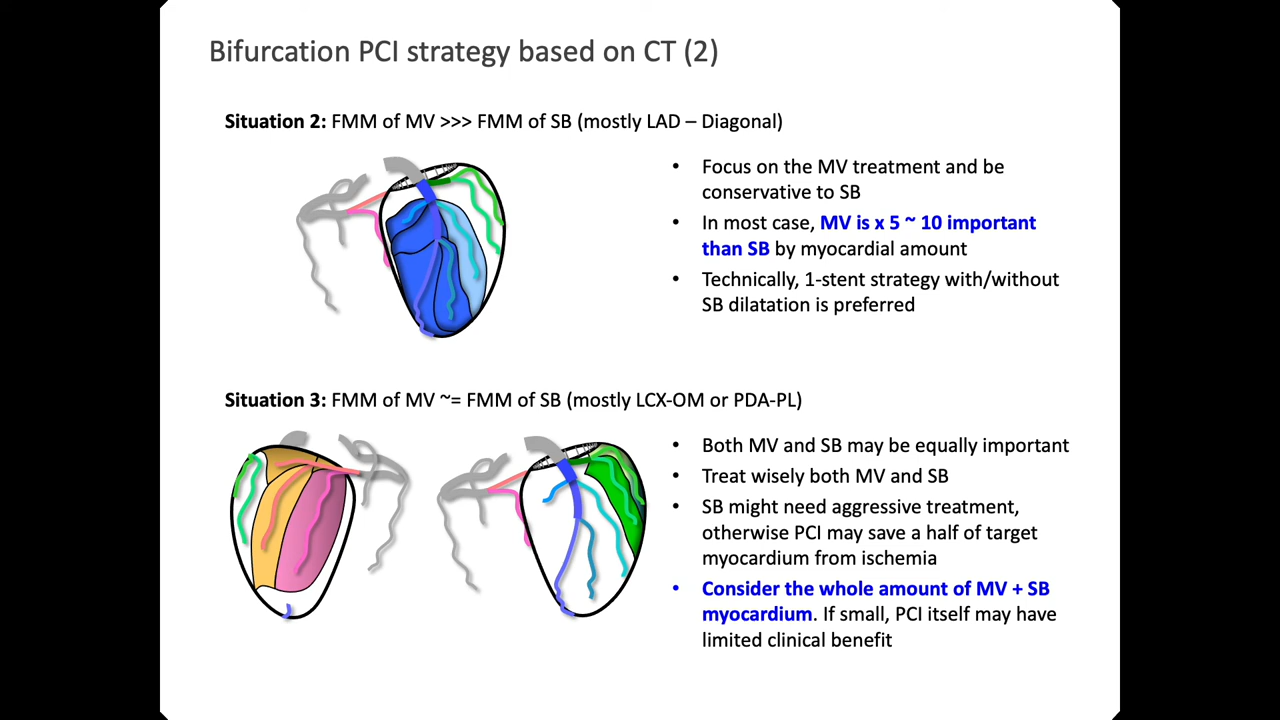 Bifurcation PCI strategy based on CT (2)
Situation 2: FMM of MV >>> FMM of SB (mostly LAD – Diagonal)
• Focus on the MV treatment and be
conservative to SB
• In most case, MV is x 5 ~ 10 important
than SB by myocardial amount
• Technically, 1-stent strategy with/without
SB dilatation is preferred
Situation 3: FMM of MV ~= FMM of SB (mostly LCX-OM or PDA-PL)
• Both MV and SB may be equally important
• Treat wisely both MV and SB
• SB might need aggressive treatment,
otherwise PCI may save a half of target
myocardium from ischemia
• Consider the whole amount of MV + SB
myocardium. If small, PCI itself may have
limited clinical benefit